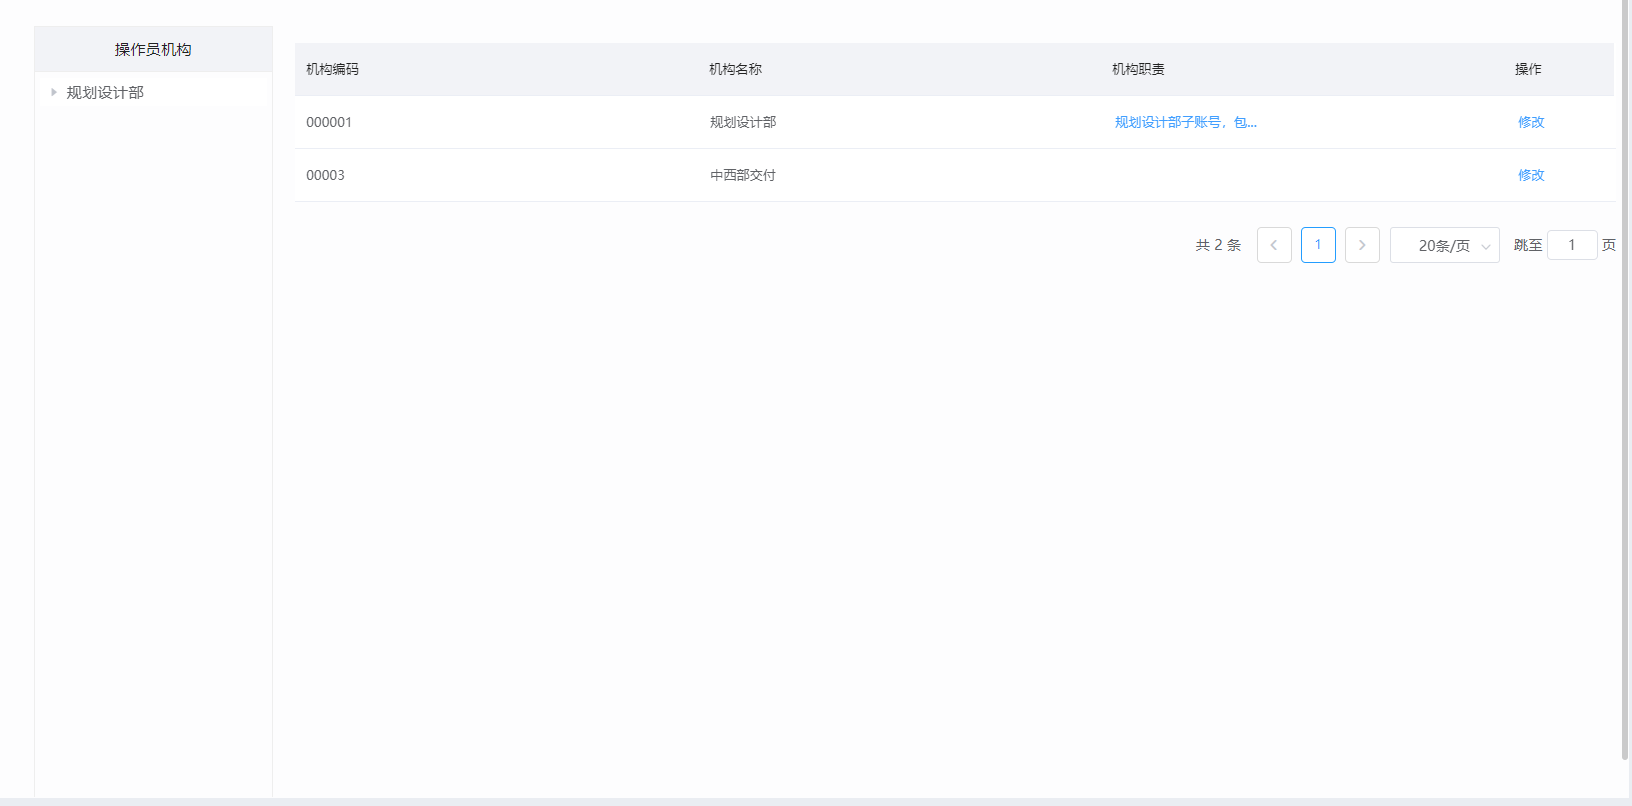 操作员机构
规划设计部
机构编码 机构名称 机构职责 操作
000001 规划设计部 规划设计部子账号，包... 修改
00003 中西部交付 修改
共 2 条 1 20条/页 跳至 1 页